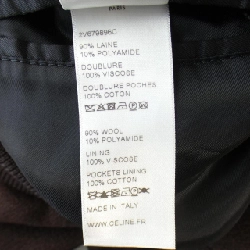 PARIS
90% LAINE
10% POLYAMIDE
DOUBLURE
100% VISCOSE
DOUBLURE POCHES
100% COTON
90% WOOL
10% POLYAMIDE
LINING
100% VISCOSE
POCKETS LINING
100% COTTON
MADE IN ITALY
WWW.CELINE.FR